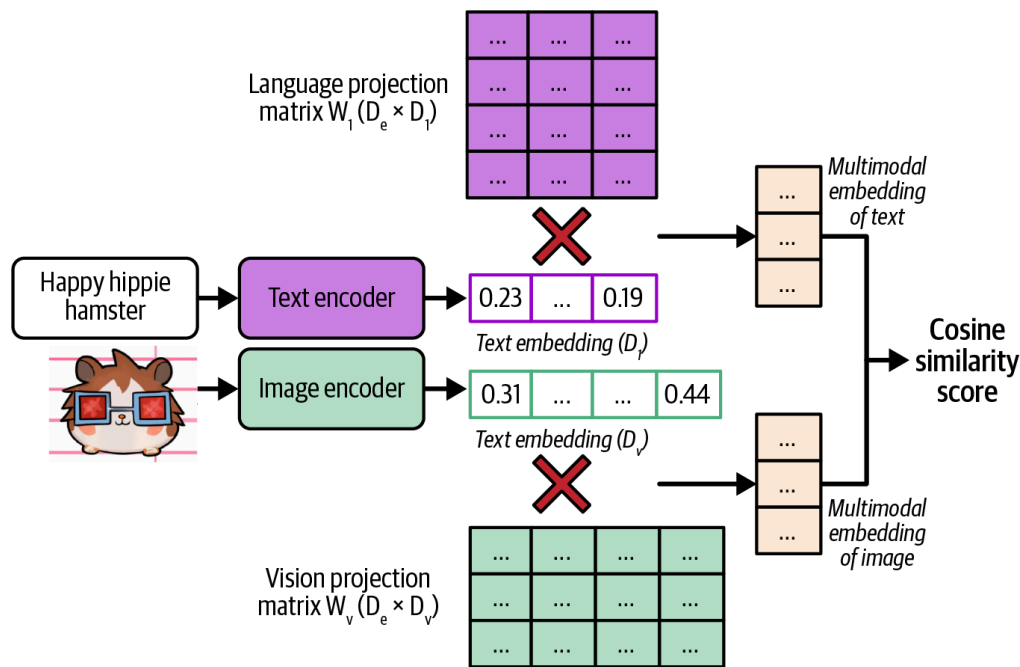 ... ... ...
... ... ...
... ... ...
... ... ...
Language projection
matrix W₁ (Dₑ × D₁)
Multimodal
embedding
of text
...
...
...
Happy hippie
hamster
Text encoder
0.23 ... 0.19
Text embedding (D₁)
Image encoder
0.31 ... ... 0.44
Text embedding (Dᵥ)
Cosine
similarity
score
...
...
...
Multimodal
embedding
of image
Vision projection
matrix Wᵥ (Dₑ × Dᵥ)
... ... ... ...
... ... ... ...
... ... ... ...